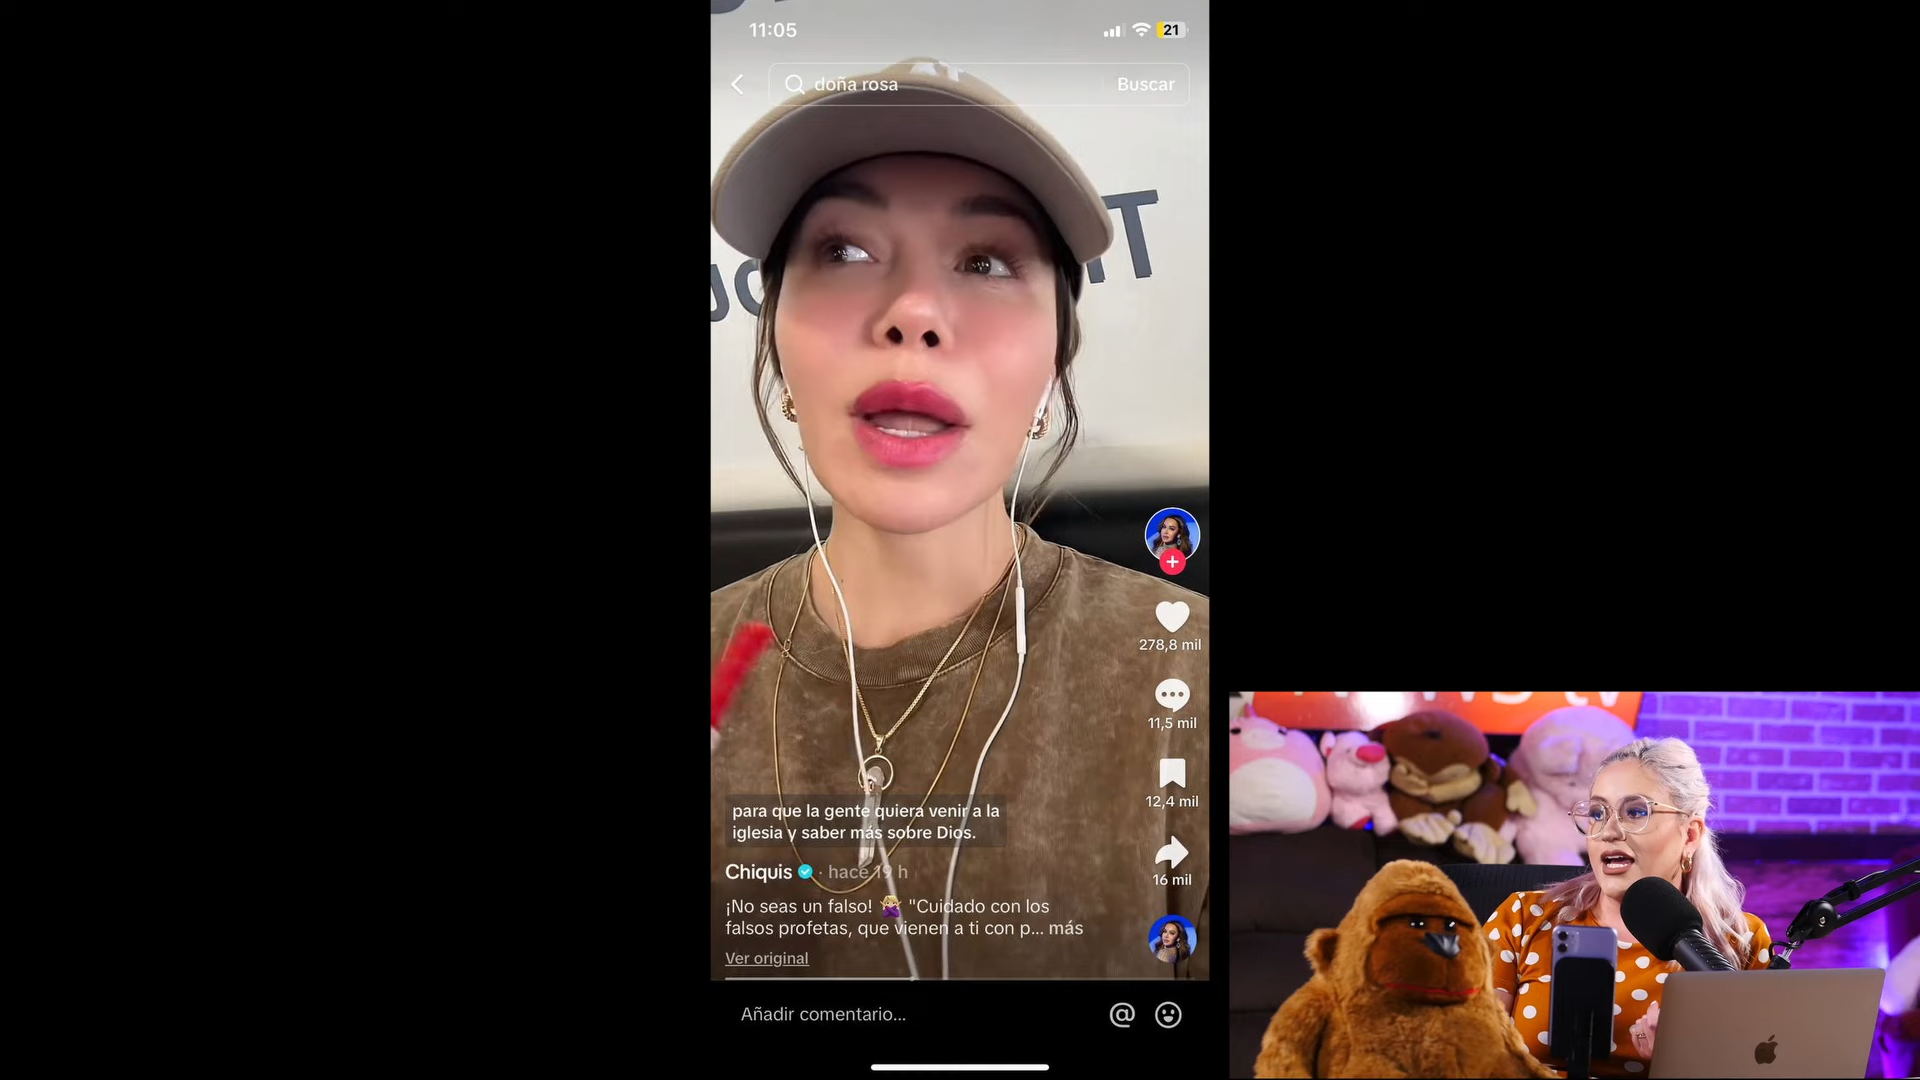 11:05
21
doña rosa
Buscar
278,8 mil
11,5 mil
12,4 mil
16 mil
para que la gente quiera venir a la
iglesia y saber más sobre Dios.
Chiquis · hace 19 h
¡No seas un falso! 🙅🏼‍♀️ "Cuidado con los
falsos profetas, que vienen a ti con p... más
Ver original
Añadir comentario...
@